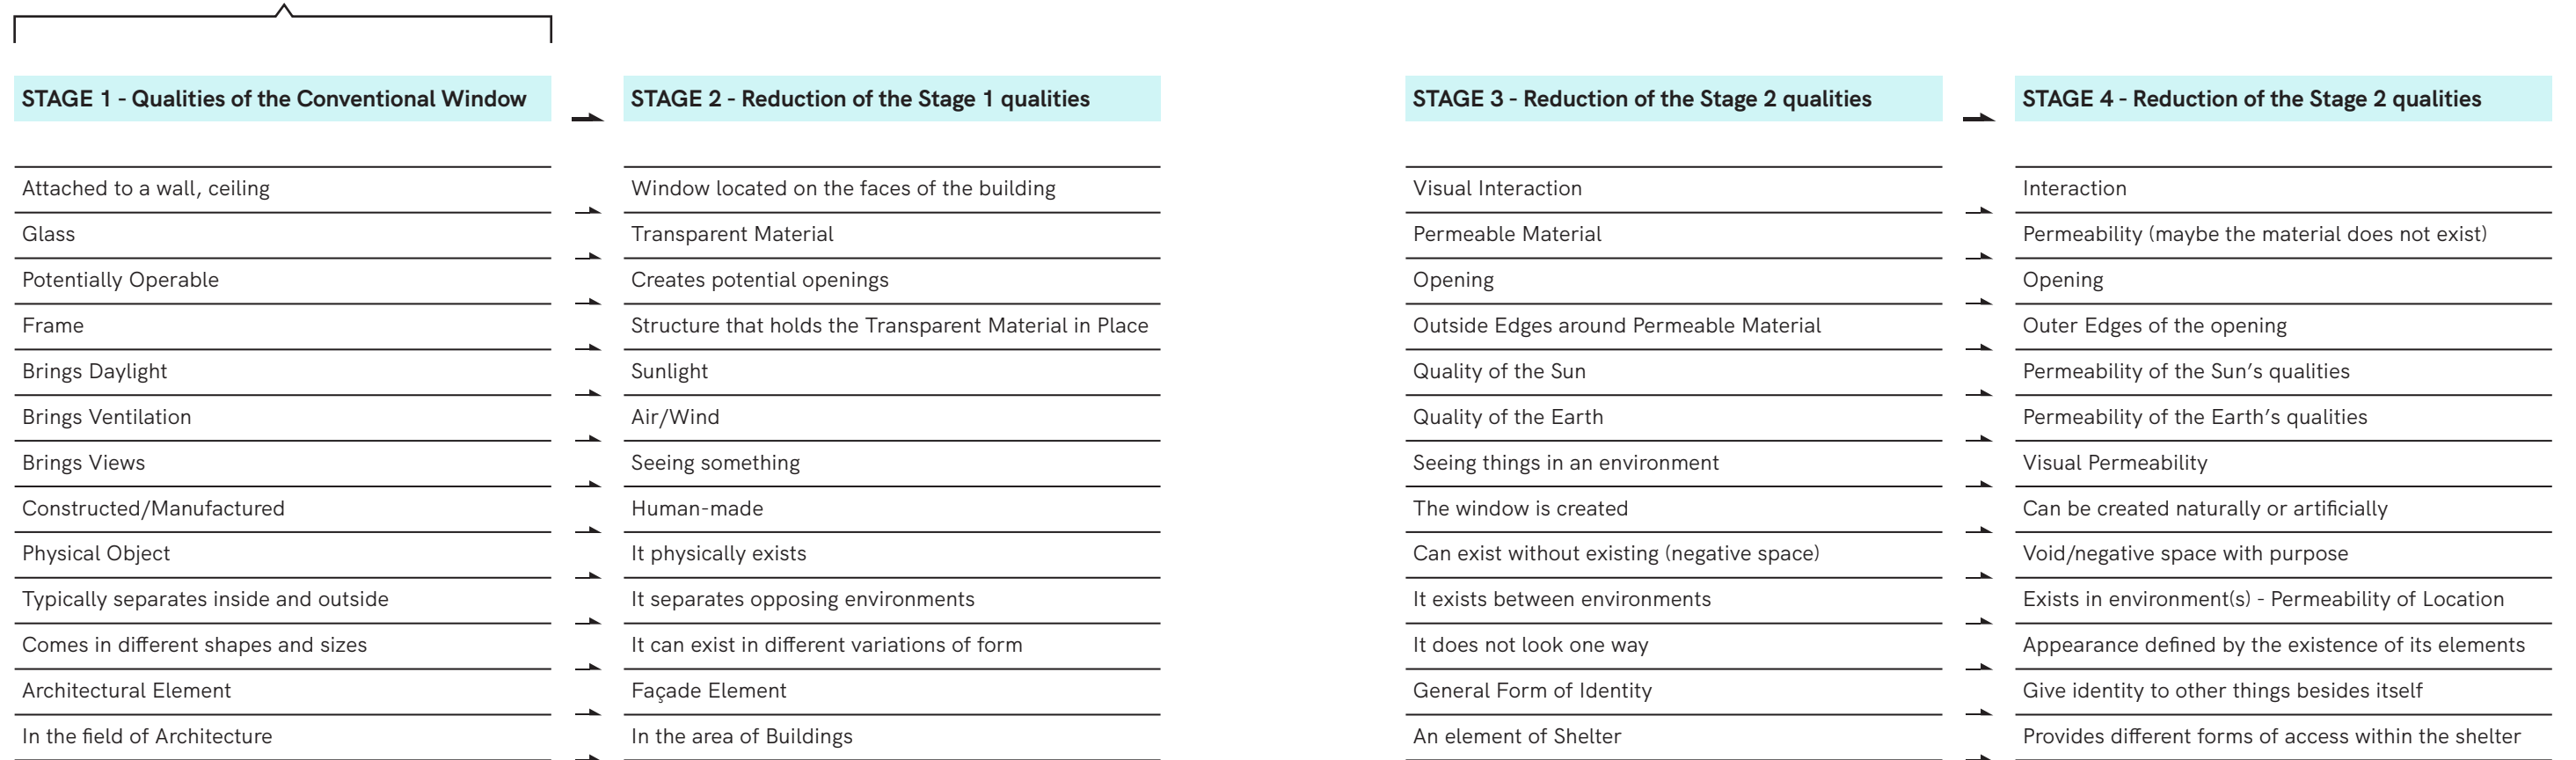 STAGE 1 - Qualities of the Conventional Window
Attached to a wall, ceiling
Glass
Potentially Operable
Frame
Brings Daylight
Brings Ventilation
Brings Views
Constructed/Manufactured
Physical Object
Typically separates inside and outside
Comes in different shapes and sizes
Architectural Element
In the field of Architecture
STAGE 2 - Reduction of the Stage 1 qualities
Window located on the faces of the building
Transparent Material
Creates potential openings
Structure that holds the Transparent Material in Place
Sunlight
Air/Wind
Seeing something
Human-made
It physically exists
It separates opposing environments
It can exist in different variations of form
Façade Element
In the area of Buildings
STAGE 3 - Reduction of the Stage 2 qualities
Visual Interaction
Permeable Material
Opening
Outside Edges around Permeable Material
Quality of the Sun
Quality of the Earth
Seeing things in an environment
The window is created
Can exist without existing (negative space)
It exists between environments
It does not look one way
General Form of Identity
An element of Shelter
STAGE 4 - Reduction of the Stage 2 qualities
Interaction
Permeability (maybe the material does not exist)
Opening
Outer Edges of the opening
Permeability of the Sun’s qualities
Permeability of the Earth’s qualities
Visual Permeability
Can be created naturally or artificially
Void/negative space with purpose
Exists in environment(s) - Permeability of Location
Appearance defined by the existence of its elements
Give identity to other things besides itself
Provides different forms of access within the shelter